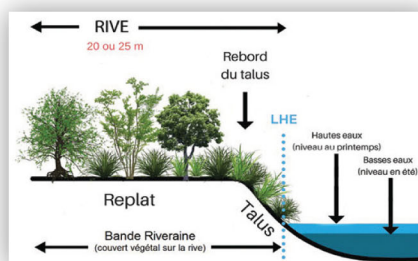 RIVE
20 ou 25 m
Rebord
du talus
LHE
Hautes eaux
(niveau au printemps)
Basses eaux
(niveau en été)
Replat
Talus
Bande Riveraine
(couvert végétal sur la rive)